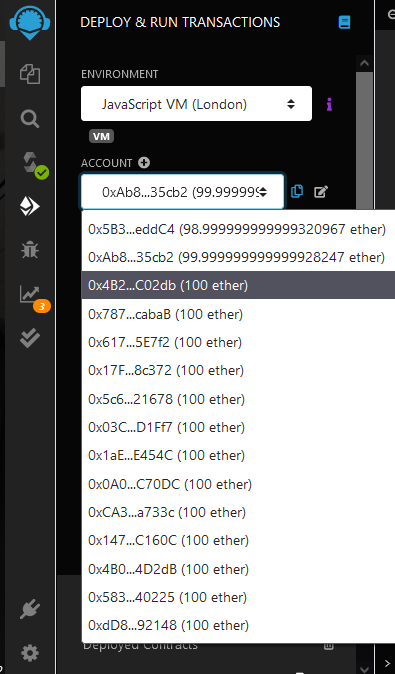 DEPLOY & RUN TRANSACTIONS
ENVIRONMENT
JavaScript VM (London)
VM
ACCOUNT
0xAb8...35cb2 (99.99999
0x5B3...eddC4 (98.999999999999320967 ether)
0xAb8...35cb2 (99.999999999999928247 ether)
0x4B2...C02db (100 ether)
0x787...cabaB (100 ether)
0x617...5E7f2 (100 ether)
0x17F...8c372 (100 ether)
0x5c6...21678 (100 ether)
0x03C...D1Ff7 (100 ether)
0x1aE...E454C (100 ether)
0x0A0...C70DC (100 ether)
0xCA3...a733c (100 ether)
0x147...C160C (100 ether)
0x4B0...4D2dB (100 ether)
0x583...40225 (100 ether)
0xdD8...92148 (100 ether)
Deployed Contracts
3